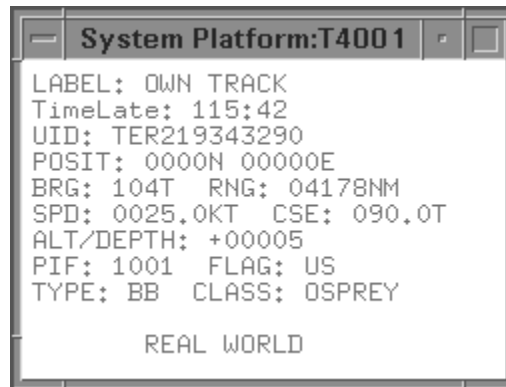 System Platform:T4001
LABEL: OWN TRACK
TimeLate: 115:42
UID: TER219343290
POSIT: 0000N 00000E
BRG: 104T RNG: 04178NM
SPD: 0025.0KT CSE: 090.0T
ALT/DEPTH: +00005
PIF: 1001 FLAG: US
TYPE: BB CLASS: OSPREY
REAL WORLD